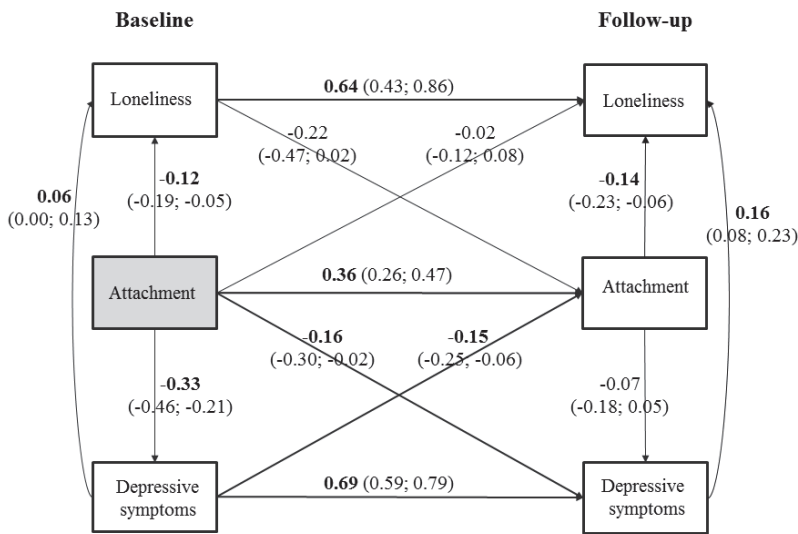 Baseline
Follow-up
Loneliness
0.64 (0.43; 0.86)
Loneliness
-0.22
(-0.47; 0.02)
-0.02
(-0.12; 0.08)
0.06
(0.00; 0.13)
-0.12
(-0.19; -0.05)
-0.14
(-0.23; -0.06)
0.16
(0.08; 0.23)
Attachment
0.36 (0.26; 0.47)
Attachment
-0.16
(-0.30; -0.02)
-0.15
(-0.25; -0.06)
-0.33
(-0.46; -0.21)
-0.07
(-0.18; 0.05)
Depressive
symptoms
0.69 (0.59; 0.79)
Depressive
symptoms